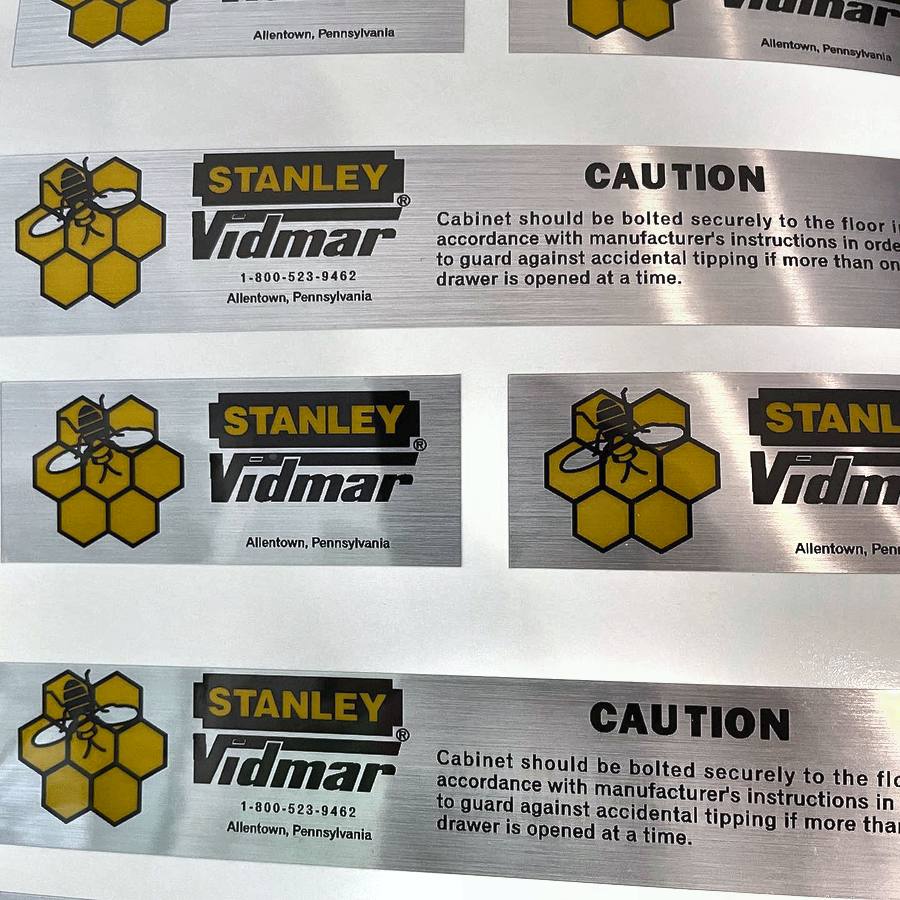 Allentown, Pennsylvania
Vidmar
Allentown, Pennsylvania
STANLEY
Vidmar®
1-800-523-9462
Allentown, Pennsylvania
CAUTION
Cabinet should be bolted securely to the floor
accordance with manufacturer's instructions in
to guard against accidental tipping if more than
drawer is opened at a time.
STANLEY
Vidmar®
Allentown, Pennsylvania
STANL
Vidm
Allentown, Pen
STANLEY
Vidmar®
1-800-523-9462
Allentown, Pennsylvania
CAUTION
Cabinet should be bolted securely to the
accordance with manufacturer's instructions in
to guard against accidental tipping if more
drawer is opened at a time.